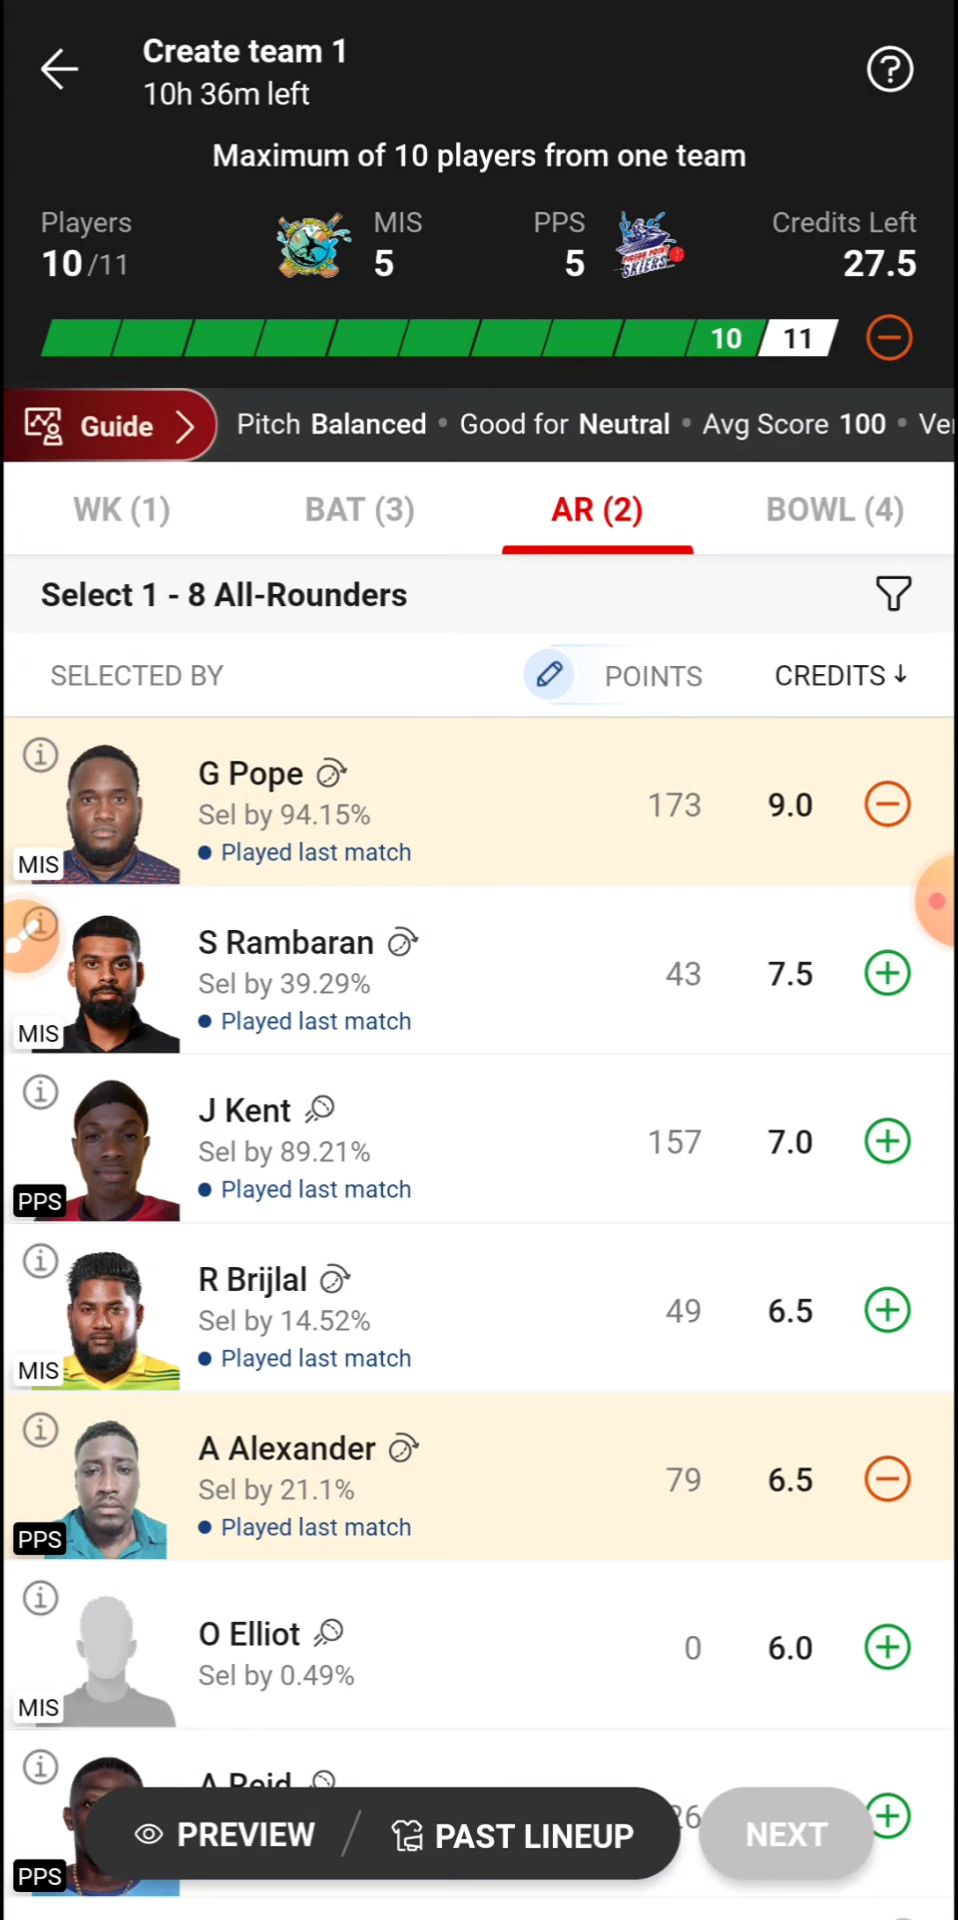 Create team 1
10h 36m left
Maximum of 10 players from one team
Players
10/11
MIS
5
PPS
5
PIGEON POINT
SKIERS
Credits Left
27.5
10
11
Guide
Pitch Balanced • Good for Neutral • Avg Score 100 •
WK (1)
BAT (3)
AR (2)
BOWL (4)
Select 1 - 8 All-Rounders
SELECTED BY
POINTS
CREDITS ↓
G Pope
Sel by 94.15%
• Played last match
MIS
173
9.0
S Rambaran
Sel by 39.29%
• Played last match
MIS
43
7.5
J Kent
Sel by 89.21%
• Played last match
PPS
157
7.0
R Brijlal
Sel by 14.52%
• Played last match
MIS
49
6.5
A Alexander
Sel by 21.1%
• Played last match
PPS
79
6.5
O Elliot
Sel by 0.49%
MIS
0
6.0
A Reid
PPS
PREVIEW / PAST LINEUP
NEXT